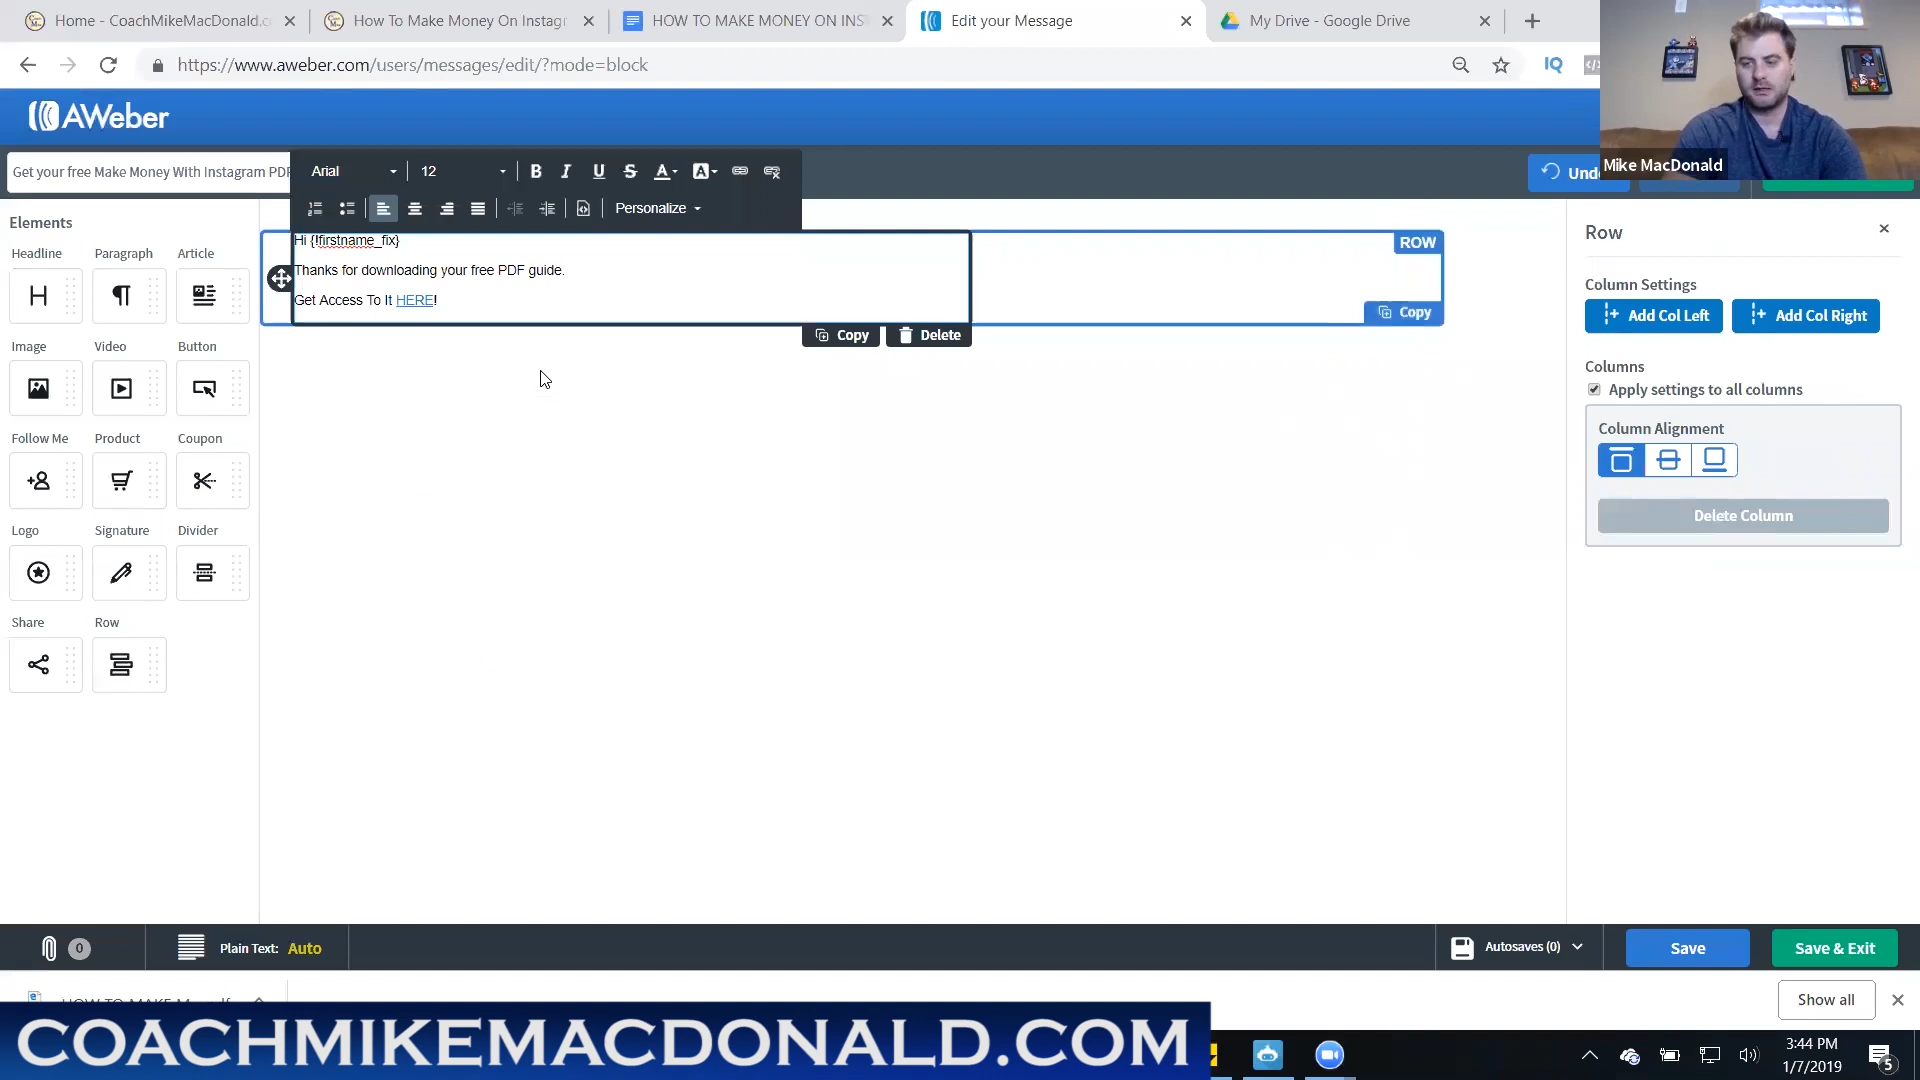 Home - CoachMikeMacDonald.c
How To Make Money On Instagr
HOW TO MAKE MONEY ON INS
Edit your Message
My Drive - Google Drive
https://www.aweber.com/users/messages/edit/?mode=block
IQ
AWeber
Get your free Make Money With Instagram PDF
Arial
12
B I U S A A
Personalize
Undo
Mike MacDonald
Elements
Headline
Paragraph
Article
Image
Video
Button
Follow Me
Product
Coupon
Logo
Signature
Divider
Share
Row
Hi {!firstname_fix}
Thanks for downloading your free PDF guide.
Get Access To It HERE!
ROW
Copy
Copy
Delete
Row
Column Settings
Add Col Left
Add Col Right
Columns
Apply settings to all columns
Column Alignment
Delete Column
0
Plain Text: Auto
Autosaves (0)
Save
Save & Exit
Show all
COACHMIKEMACDONALD.COM
3:44 PM
1/7/2019
5